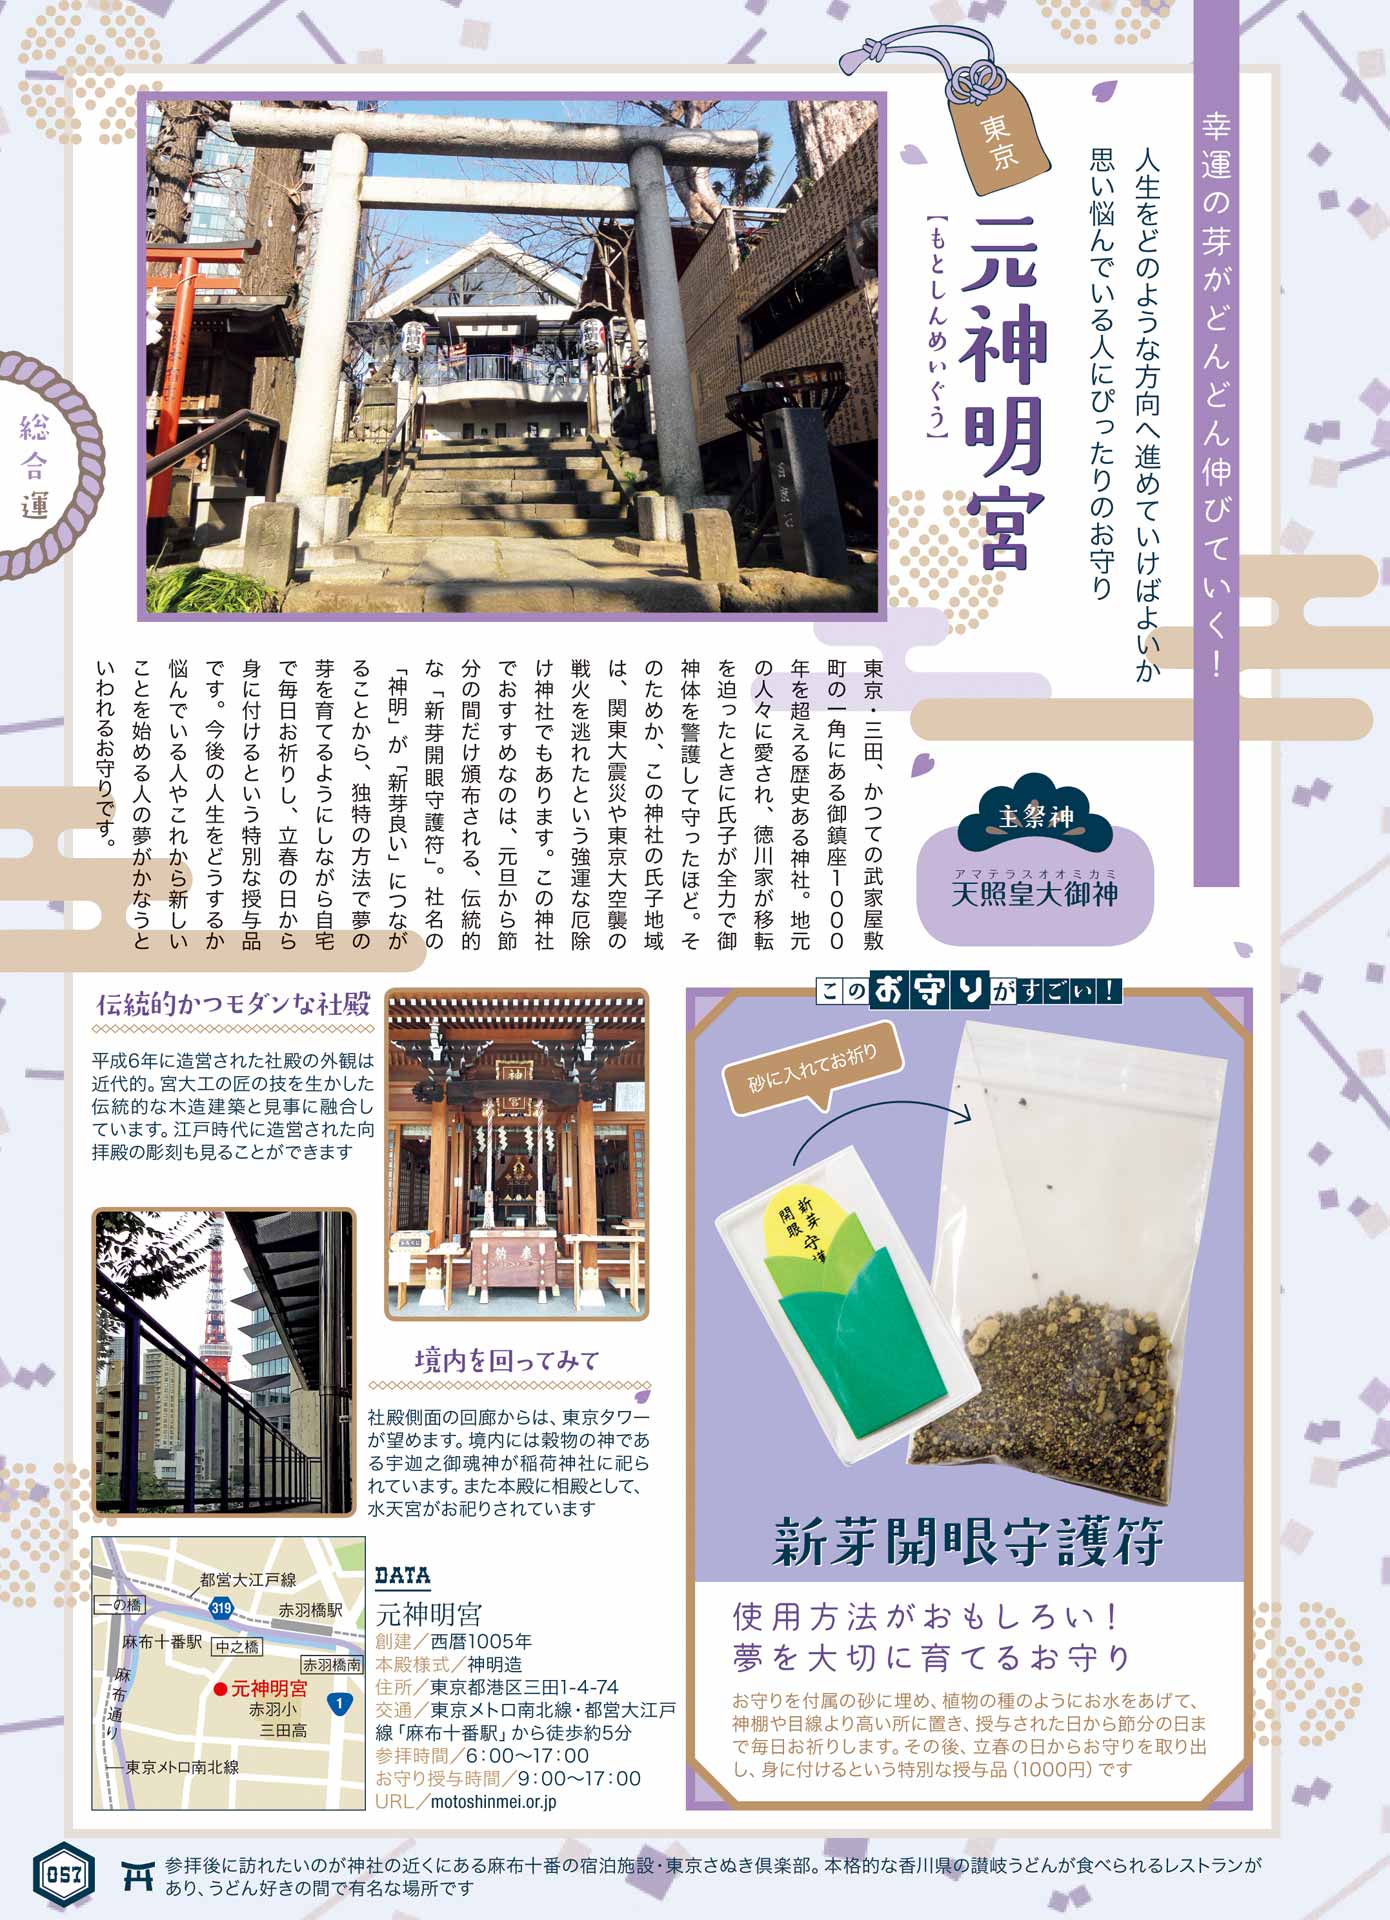 幸運の芽がどんどん伸びていく！
人生をどのような方向へ進めていけばよいか
思い悩んでいる人にぴったりのお守り
東京
元神明宮
【もとしんめいぐう】
総合運
主祭神
アマテラスオオミカミ
天照皇大御神
東京・三田、かつての武家屋敷
町の一角にある御鎮座1000
年を超える歴史ある神社。地元
の人々に愛され、徳川家が移転
を迫ったときに氏子が全力で御
神体を警護して守ったほど。そ
のためか、この神社の氏子地域
は、関東大震災や東京大空襲の
戦火を逃れたという強運な厄除
け神社でもあります。この神社
でおすすめなのは、元旦から節
分の間だけ頒布される、伝統的
な「新芽開眼守護符」。社名の
「神明」が「新芽良い」につなが
ることから、独特の方法で夢の
芽を育てるようにしながら自宅
で毎日お祈りし、立春の日から
身に付けるという特別な授与品
です。今後の人生をどうするか
悩んでいる人やこれから新しい
ことを始める人の夢がかなうと
いわれるお守りです。
伝統的かつモダンな社殿
平成6年に造営された社殿の外観は
近代的。宮大工の匠の技を生かした
伝統的な木造建築と見事に融合し
ています。江戸時代に造営された向
拝殿の彫刻も見ることができます
神
宮
納
境内を回ってみて
社殿側面の回廊からは、東京タワー
が望めます。境内には穀物の神であ
る宇迦之御魂神が稲荷神社に祀ら
れています。また本殿に相殿として、
水天宮がお祀りされています
このお守りがすごい！
砂に入れてお祈り
新芽守護
開眼
新芽開眼守護符
使用方法がおもしろい！
夢を大切に育てるお守り
お守りを付属の砂に埋め、植物の種のようにお水をあげて、
神棚や目線より高い所に置き、授与された日から節分の日ま
で毎日お祈りします。その後、立春の日からお守りを取り出
し、身に付けるという特別な授与品（1000円）です
都営大江戸線
一の橋
319
赤羽橋駅
麻布十番駅
中之橋
赤羽橋南
麻布通り
元神明宮
赤羽小
1
三田高
東京メトロ南北線
DATA
元神明宮
創建／西暦1005年
本殿様式／神明造
住所／東京都港区三田1-4-74
交通／東京メトロ南北線・都営大江戸
線「麻布十番駅」から徒歩約5分
参拝時間／6：00〜17：00
お守り授与時間／9：00〜17：00
URL／motoshinmei.or.jp
057
参拝後に訪れたいのが神社の近くにある麻布十番の宿泊施設・東京さぬき倶楽部。本格的な香川県の讃岐うどんが食べられるレストランが
あり、うどん好きの間で有名な場所です